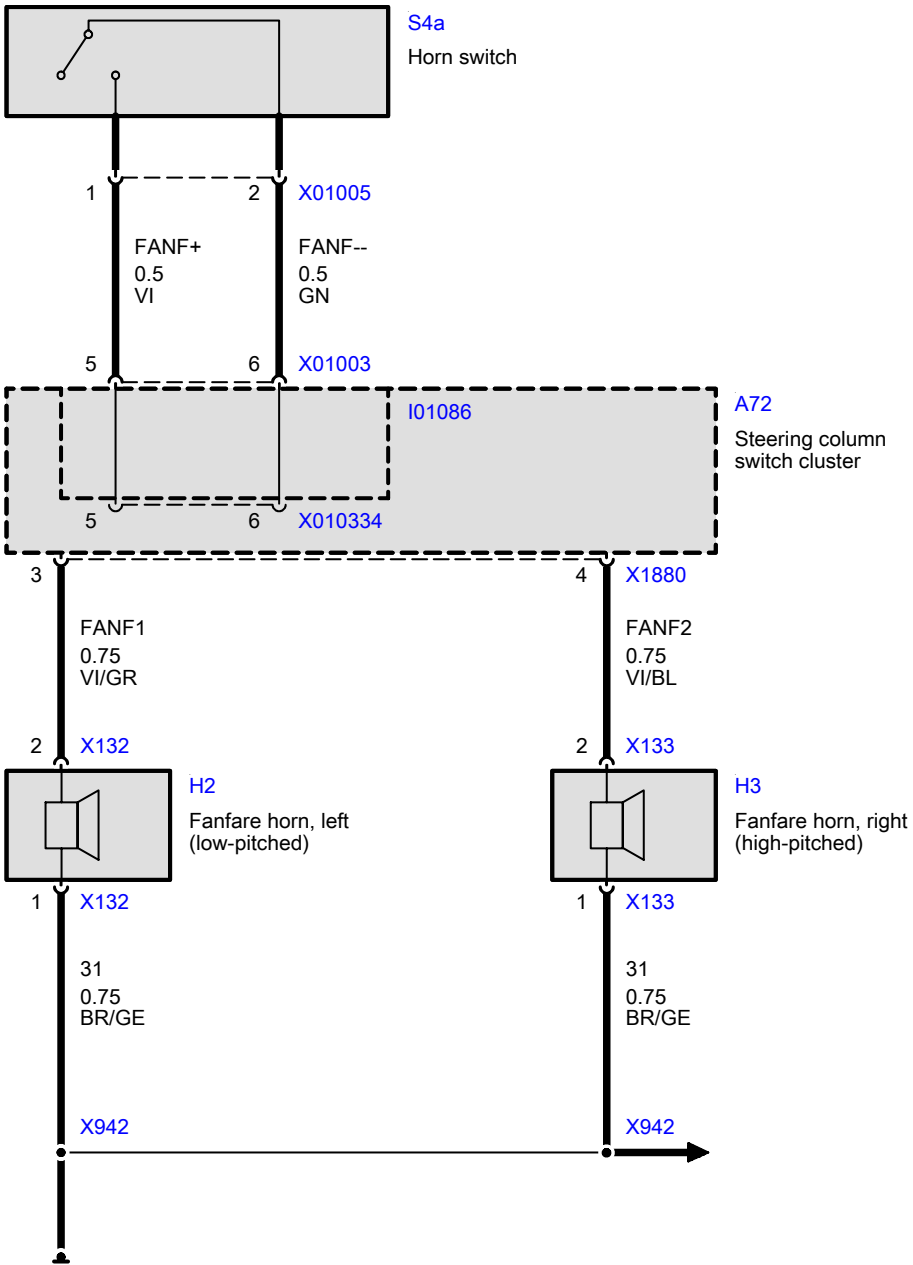 S4a
Horn switch
1
2
X01005
FANF+
0.5
VI
FANF--
0.5
GN
5
6
X01003
I01086
A72
Steering column
switch cluster
5
6
X010334
3
4
X1880
FANF1
0.75
VI/GR
FANF2
0.75
VI/BL
2
X132
2
X133
H2
Fanfare horn, left
(low-pitched)
H3
Fanfare horn, right
(high-pitched)
1
X132
1
X133
31
0.75
BR/GE
31
0.75
BR/GE
X942
X942